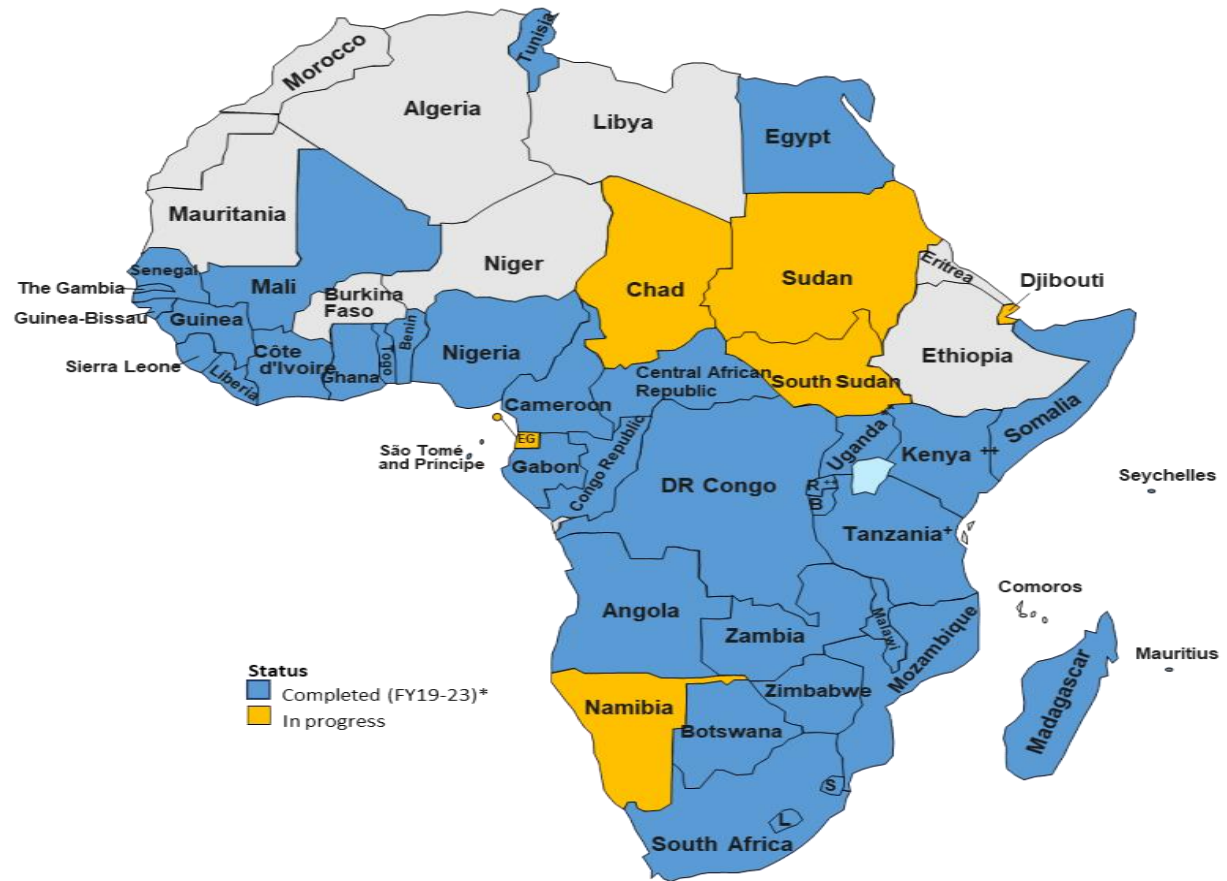 Tunisia
Morocco
Algeria
Libya
Egypt
Mauritania
Niger
Chad
Sudan
Eritrea
Djibouti
Senegal
The Gambia
Mali
Burkina
Faso
Guinea-Bissau
Guinea
Benin
Togo
Nigeria
Ethiopia
Sierra Leone
Côte
d'Ivoire
Ghana
Liberia
Central African
Republic
South Sudan
Somalia
Cameroon
EG
São Tomé
and Príncipe
Gabon
Congo Republic
Uganda
Kenya ++
DR Congo
R ++
B
Tanzania+
Seychelles
Comoros
Angola
Zambia
Malawi
Mozambique
Mauritius
Status
Completed (FY19-23)*
In progress
Namibia
Zimbabwe
Botswana
Madagascar
S
L
South Africa